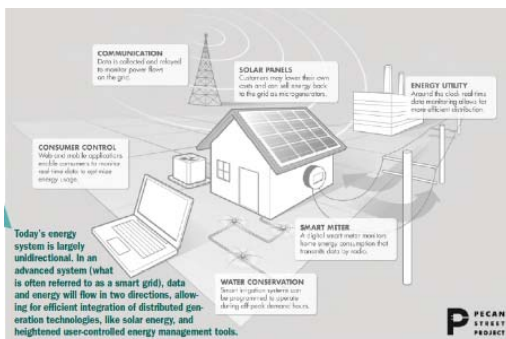 COMMUNICATION
Data is collected and relayed
to monitor power flows
on the grid.
SOLAR PANELS
Customers may lower their own
costs and can sell energy back
to the grid as microgenerators.
ENERGY UTILITY
Around the clock real-time
data monitoring allows for
more efficient distribution.
CONSUMER CONTROL
Web and mobile applications
enable consumers to monitor
real time data to optimize
energy usage.
SMART METER
A digital smart meter monitors
home energy consumption that
transmits data by radio.
WATER CONSERVATION
Smart irrigation systems can
be programmed to operate
during off-peak demand hours.
Today's energy
system is largely
unidirectional. In an
advanced system (what
is often referred to as a smart grid), data
and energy will flow in two directions, allow-
ing for efficient integration of distributed gen-
eration technologies, like solar energy, and
heightened user-controlled energy management tools.
PECAN
STREET
PROJECT